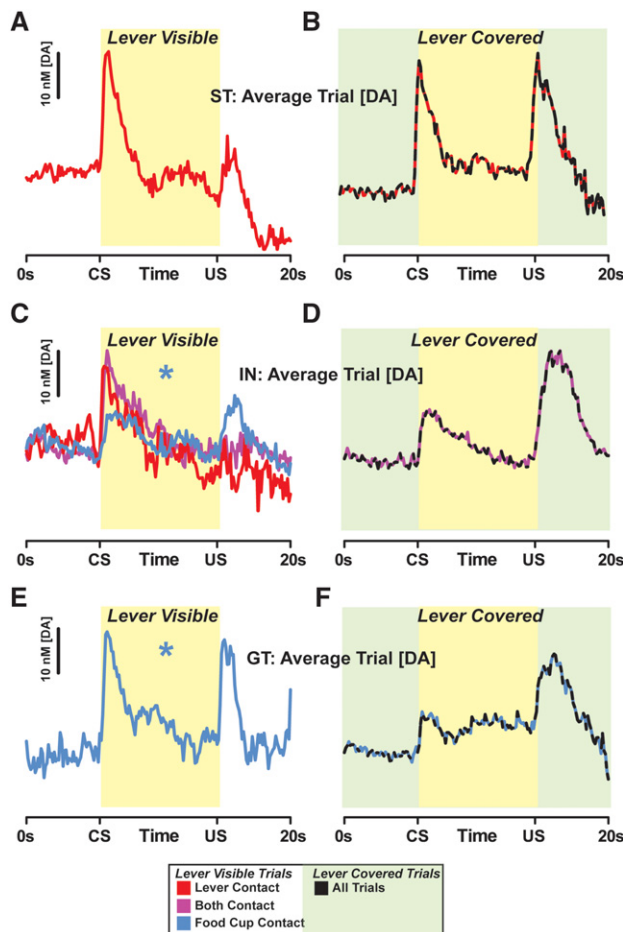 A
B
Lever Visible
Lever Covered
10 nM [DA]
ST: Average Trial [DA]
0s CS Time US 20s
0s CS Time US 20s
C
D
Lever Visible
Lever Covered
10 nM [DA]
*
IN: Average Trial [DA]
0s CS Time US 20s
0s CS Time US 20s
E
F
Lever Visible
Lever Covered
10 nM [DA]
*
GT: Average Trial [DA]
0s CS Time US 20s
0s CS Time US 20s
Lever Visible Trials
Lever Contact
Both Contact
Food Cup Contact
Lever Covered Trials
All Trials